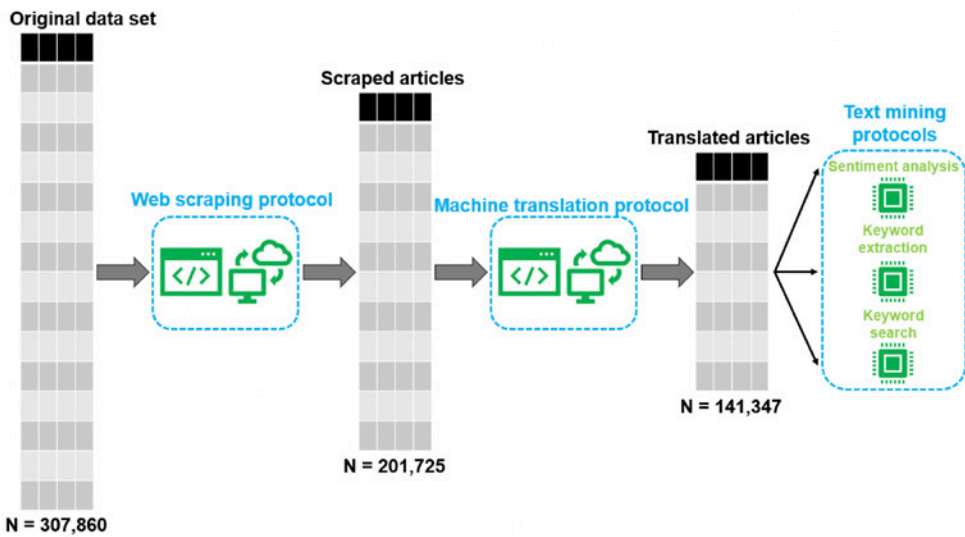 Original data set
N = 307,860
Web scraping protocol
</>
Scraped articles
N = 201,725
Machine translation protocol
</>
Translated articles
N = 141,347
Text mining
protocols
Sentiment analysis
Keyword
extraction
Keyword
search